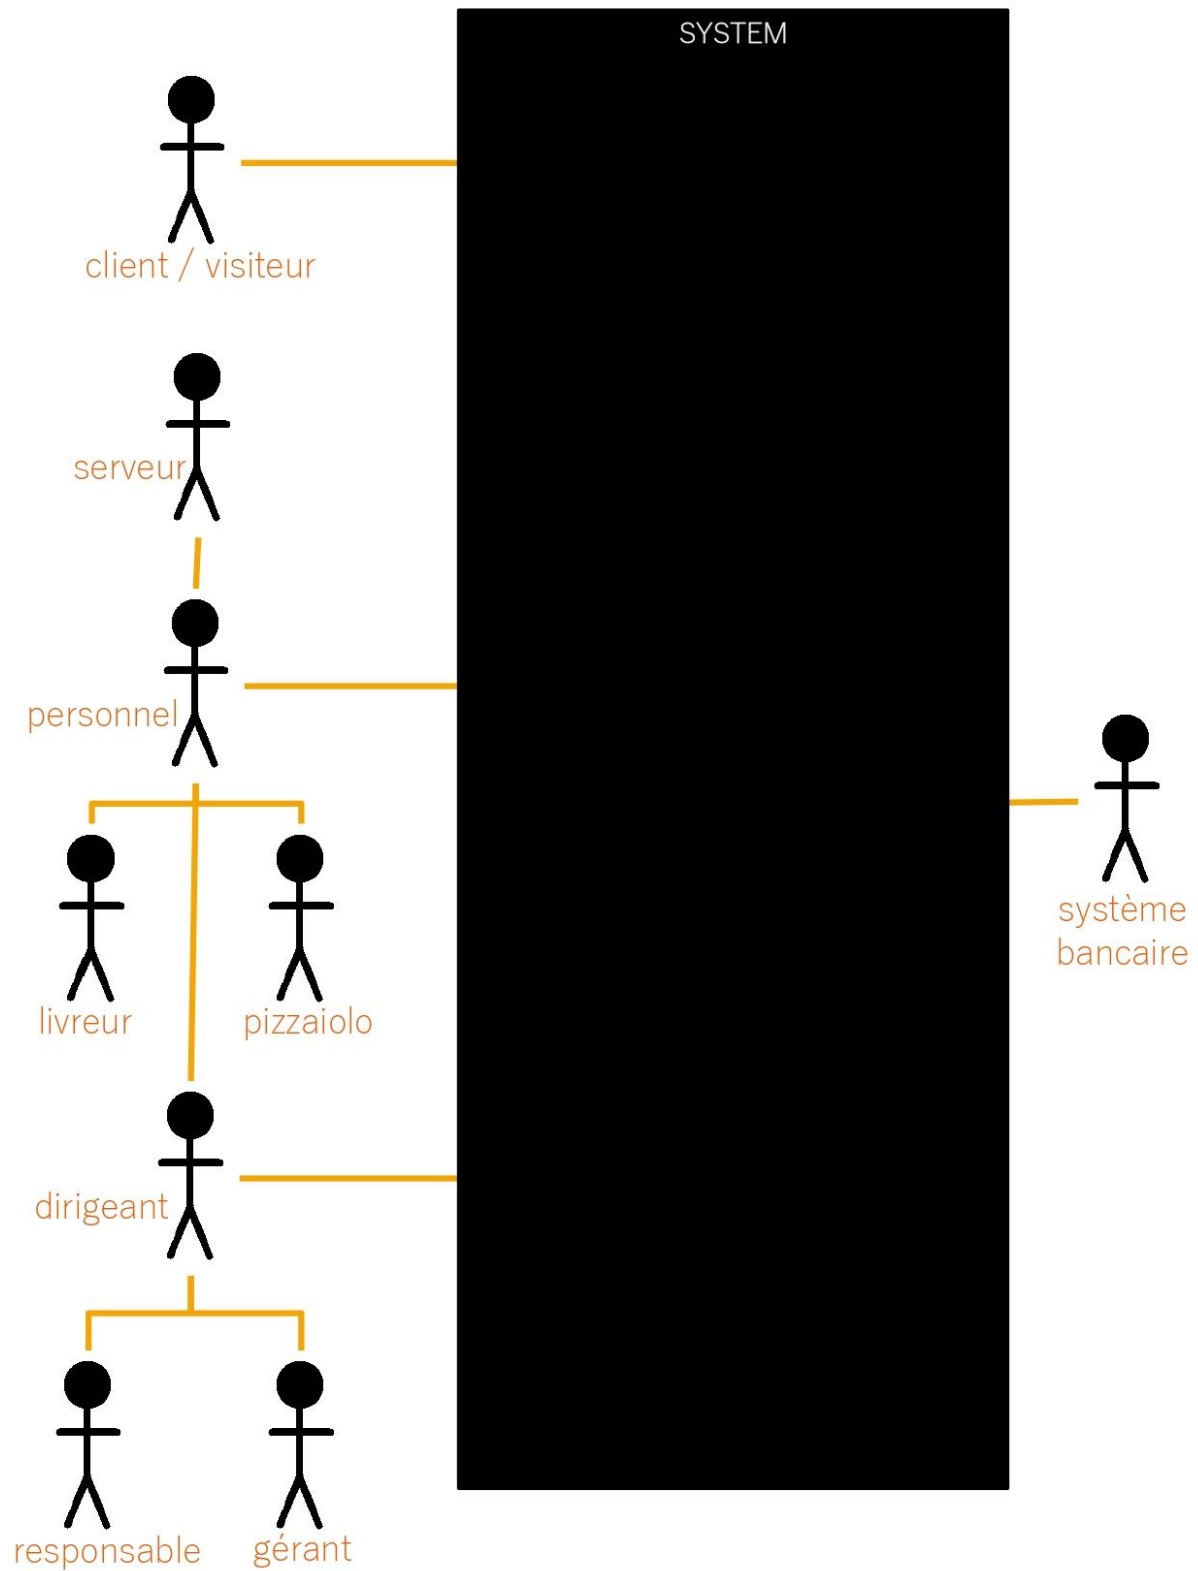 SYSTEM
client / visiteur
serveur
personnel
système
bancaire
livreur
pizzaiolo
dirigeant
responsable
gérant